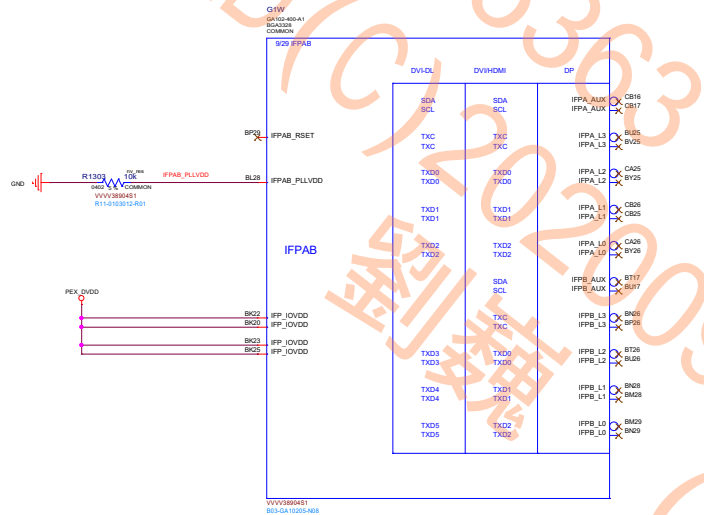 G1W
GA102-400-A1
BGA3328
COMMON
9/29 IFPAB
DVI-DL DVI/HDMI DP
SDA SDA IFPA_AUX CB16
SCL SCL IFPA_AUX CB17
BP29 IFPAB_RSET
TXC TXC IFPA_L3 BU25
TXC TXC IFPA_L3 BV25
R1303 10k IFPAB_PLLVDD
GND
0402 COMMON
VVVV38904S1
R11-0103012-R01
BL28 IFPAB_PLLVDD
TXD0 TXD0 IFPA_L2 CA25
TXD0 TXD0 IFPA_L2 BY25
TXD1 TXD1 IFPA_L1 CB26
TXD1 TXD1 IFPA_L1 CB25
IFPAB
TXD2 TXD2 IFPA_L0 CA26
TXD2 TXD2 IFPA_L0 BY26
SDA IFPB_AUX BT17
SCL IFPB_AUX BU17
PEX_DVDD
BK22 IFP_IOVDD
BK20 IFP_IOVDD
BK23 IFP_IOVDD
BK25 IFP_IOVDD
TXC IFPB_L3 BN26
TXC IFPB_L3 BP26
TXD3 TXD0 IFPB_L2 BT26
TXD3 TXD0 IFPB_L2 BU26
TXD4 TXD1 IFPB_L1 BN28
TXD4 TXD1 IFPB_L1 BM28
TXD5 TXD2 IFPB_L0 BM29
TXD5 TXD2 IFPB_L0 BN29
VVVV38904S1
B03-GA10205-N08
劉巍